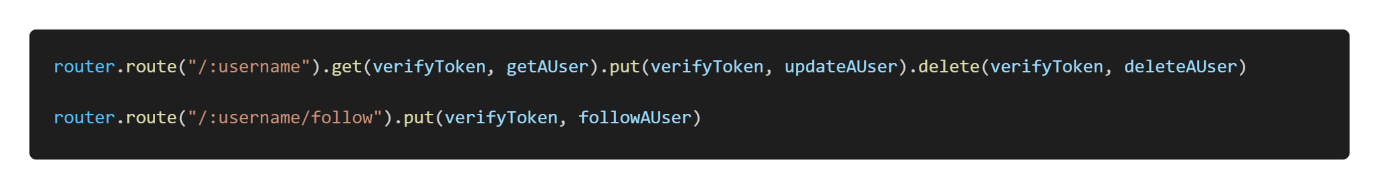 router.route("/:username").get(verifyToken, getAUser).put(verifyToken, updateAUser).delete(verifyToken, deleteAUser)
router.route("/:username/follow").put(verifyToken, followAUser)